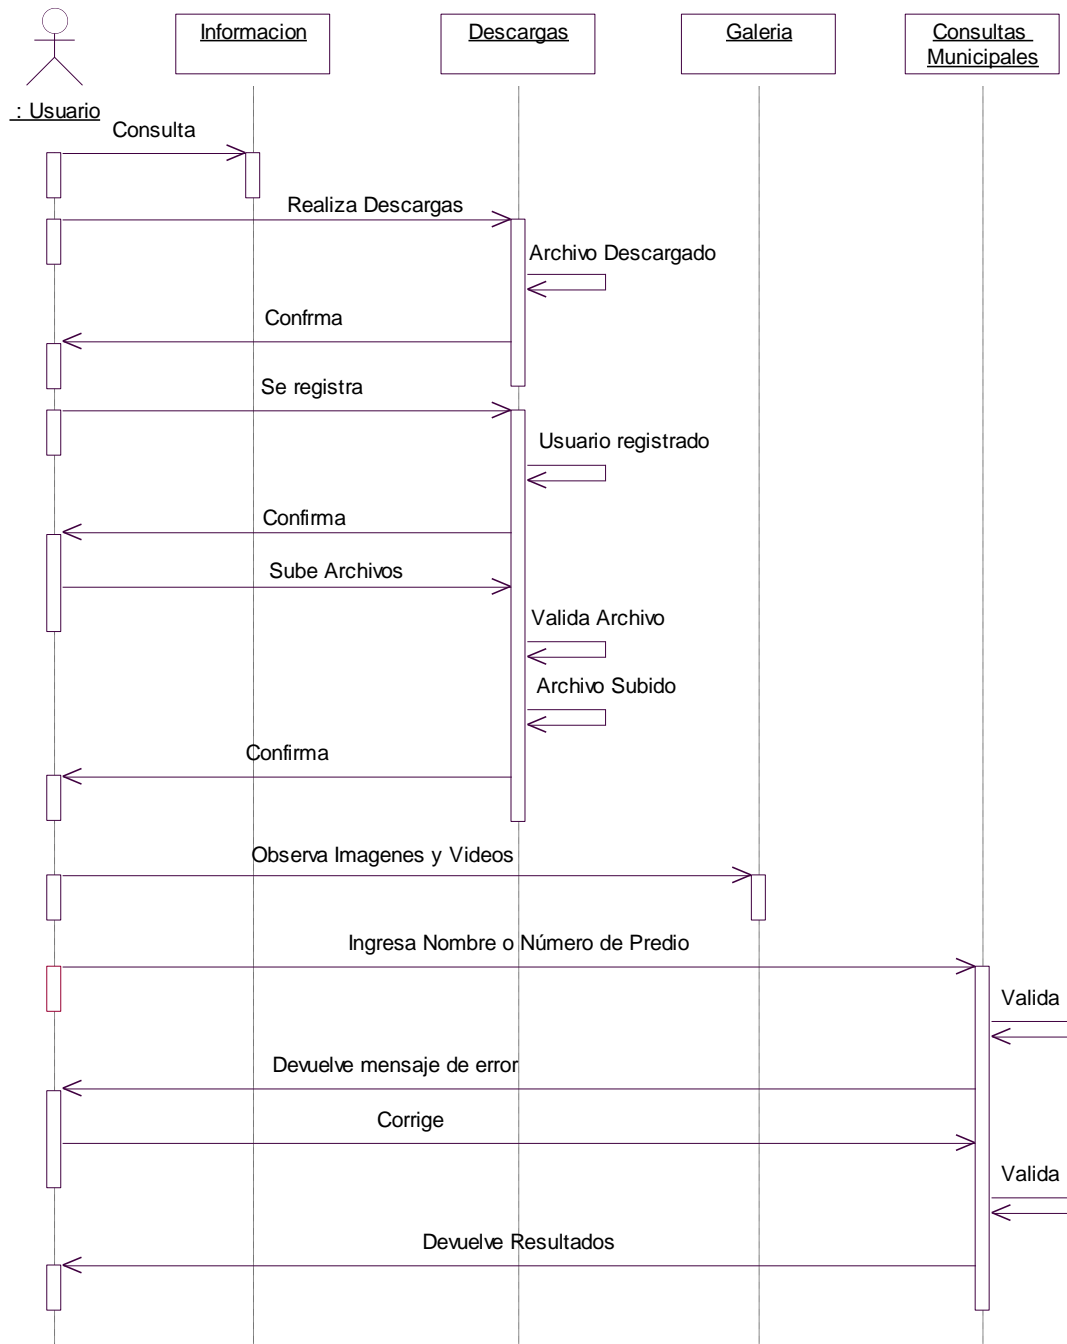 Informacion
Descargas
Galeria
Consultas
Municipales
: Usuario
Consulta
Realiza Descargas
Archivo Descargado
Confrma
Se registra
Usuario registrado
Confirma
Sube Archivos
Valida Archivo
Archivo Subido
Confirma
Observa Imagenes y Videos
Ingresa Nombre o Número de Predio
Valida
Devuelve mensaje de error
Corrige
Valida
Devuelve Resultados